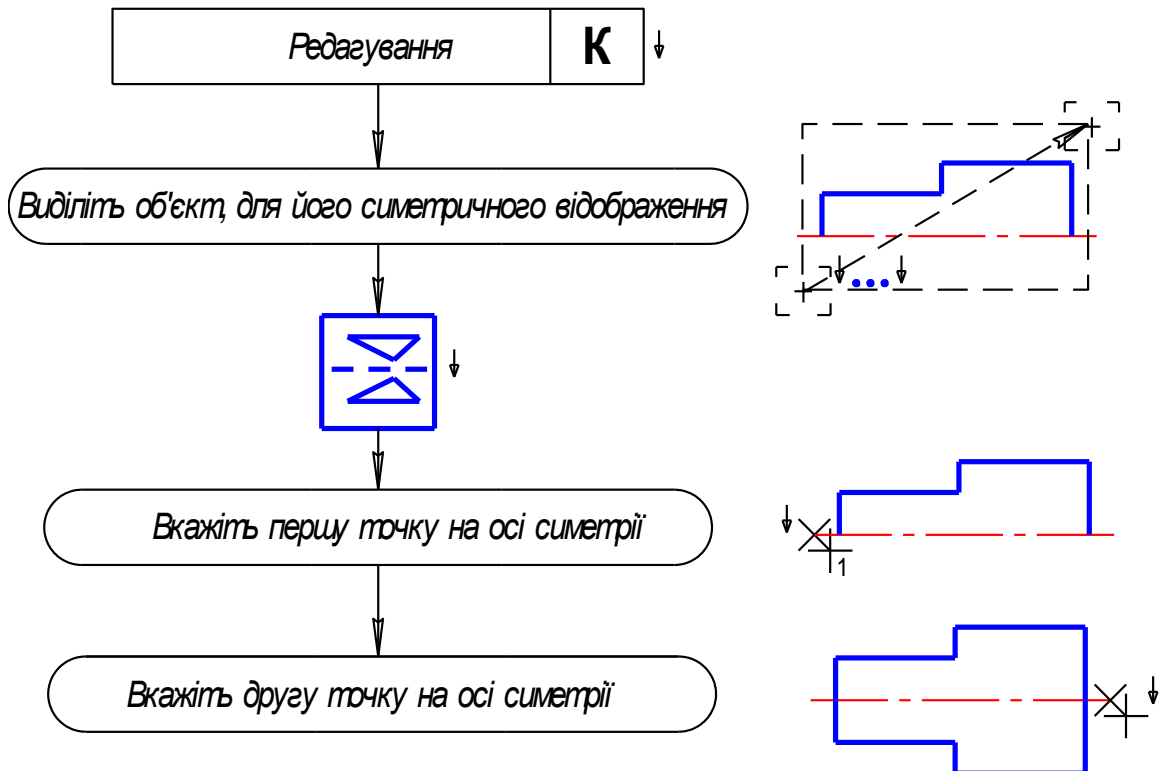 Редагування К
Виділіть об'єкт, для його симетричного відображення
Вкажіть першу точку на осі симетрії
1
Вкажіть другу точку на осі симетрії